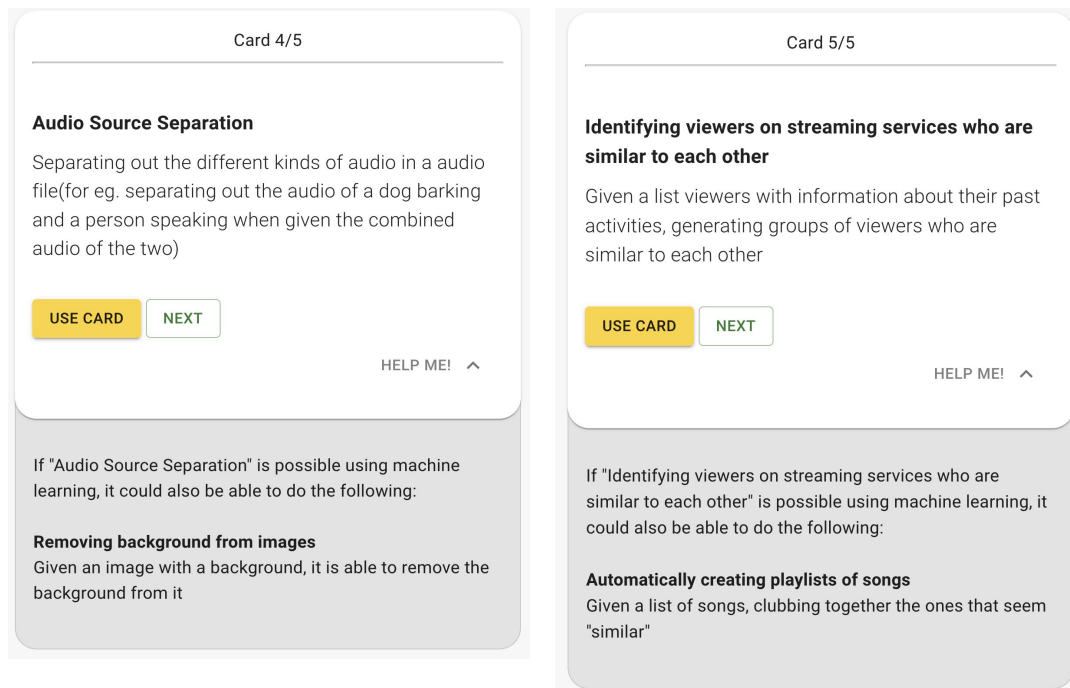 Card 4/5
Audio Source Separation
Separating out the different kinds of audio in a audio
file(for eg. separating out the audio of a dog barking
and a person speaking when given the combined
audio of the two)
USE CARD
NEXT
HELP ME!
If "Audio Source Separation" is possible using machine
learning, it could also be able to do the following:
Removing background from images
Given an image with a background, it is able to remove the
background from it
Card 5/5
Identifying viewers on streaming services who are
similar to each other
Given a list viewers with information about their past
activities, generating groups of viewers who are
similar to each other
USE CARD
NEXT
HELP ME!
If "Identifying viewers on streaming services who are
similar to each other" is possible using machine learning, it
could also be able to do the following:
Automatically creating playlists of songs
Given a list of songs, clubbing together the ones that seem
"similar"